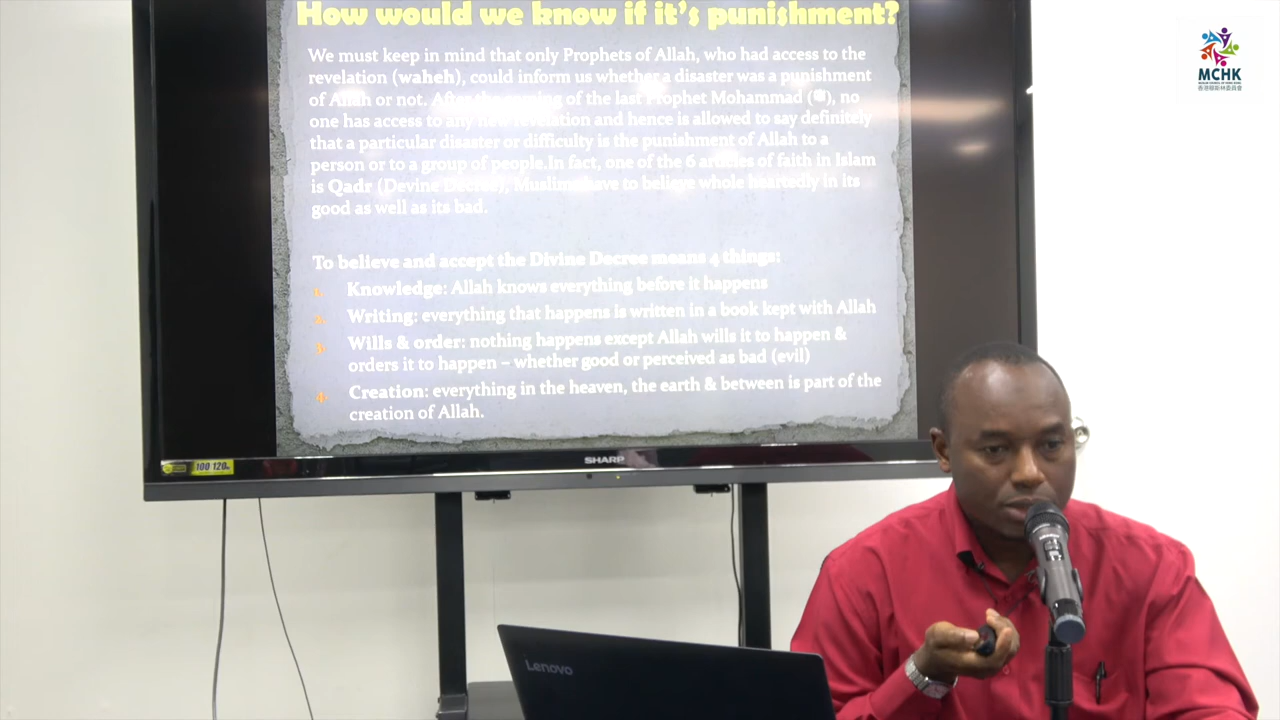 How would we know if it's punishment?
We must keep in mind that only Prophets of Allah, who had access to the
revelation (waheh), could inform us whether a disaster was a punishment
of Allah or not. After the of the last Prophet Mohammad (), no
one has access to any new revelation and hence is allowed to say definitely
that a particular disaster or difficulty is the punishment of Allah to a
person or to a group of people.In fact, one of the 6 articles of faith in Islam
is Qadr (Devine Decree), Muslims have to believe whole heartedly in its
good as well as its bad.
To believe and accept the Divine Decree means 4 things:
1. Knowledge: Allah knows everything before it happens
2. Writing: everything that happens is written in a book kept with Allah
3. Wills & order: nothing happens except Allah wills it to happen &
orders it to happen – whether good or perceived as bad (evil)
4. Creation: everything in the heaven, the earth & between is part of the
creation of Allah.
MCHK
SHARP
100 120
Lenovo